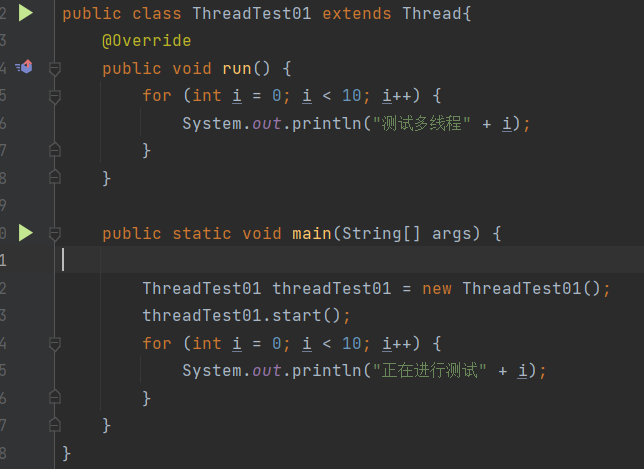 2 public class ThreadTest01 extends Thread{
3     @Override
4     public void run() {
5         for (int i = 0; i < 10; i++) {
6             System.out.println("测试多线程" + i);
7         }
8     }
9
0     public static void main(String[] args) {
1
2         ThreadTest01 threadTest01 = new ThreadTest01();
3         threadTest01.start();
4         for (int i = 0; i < 10; i++) {
5             System.out.println("正在进行测试" + i);
6         }
7     }
8 }